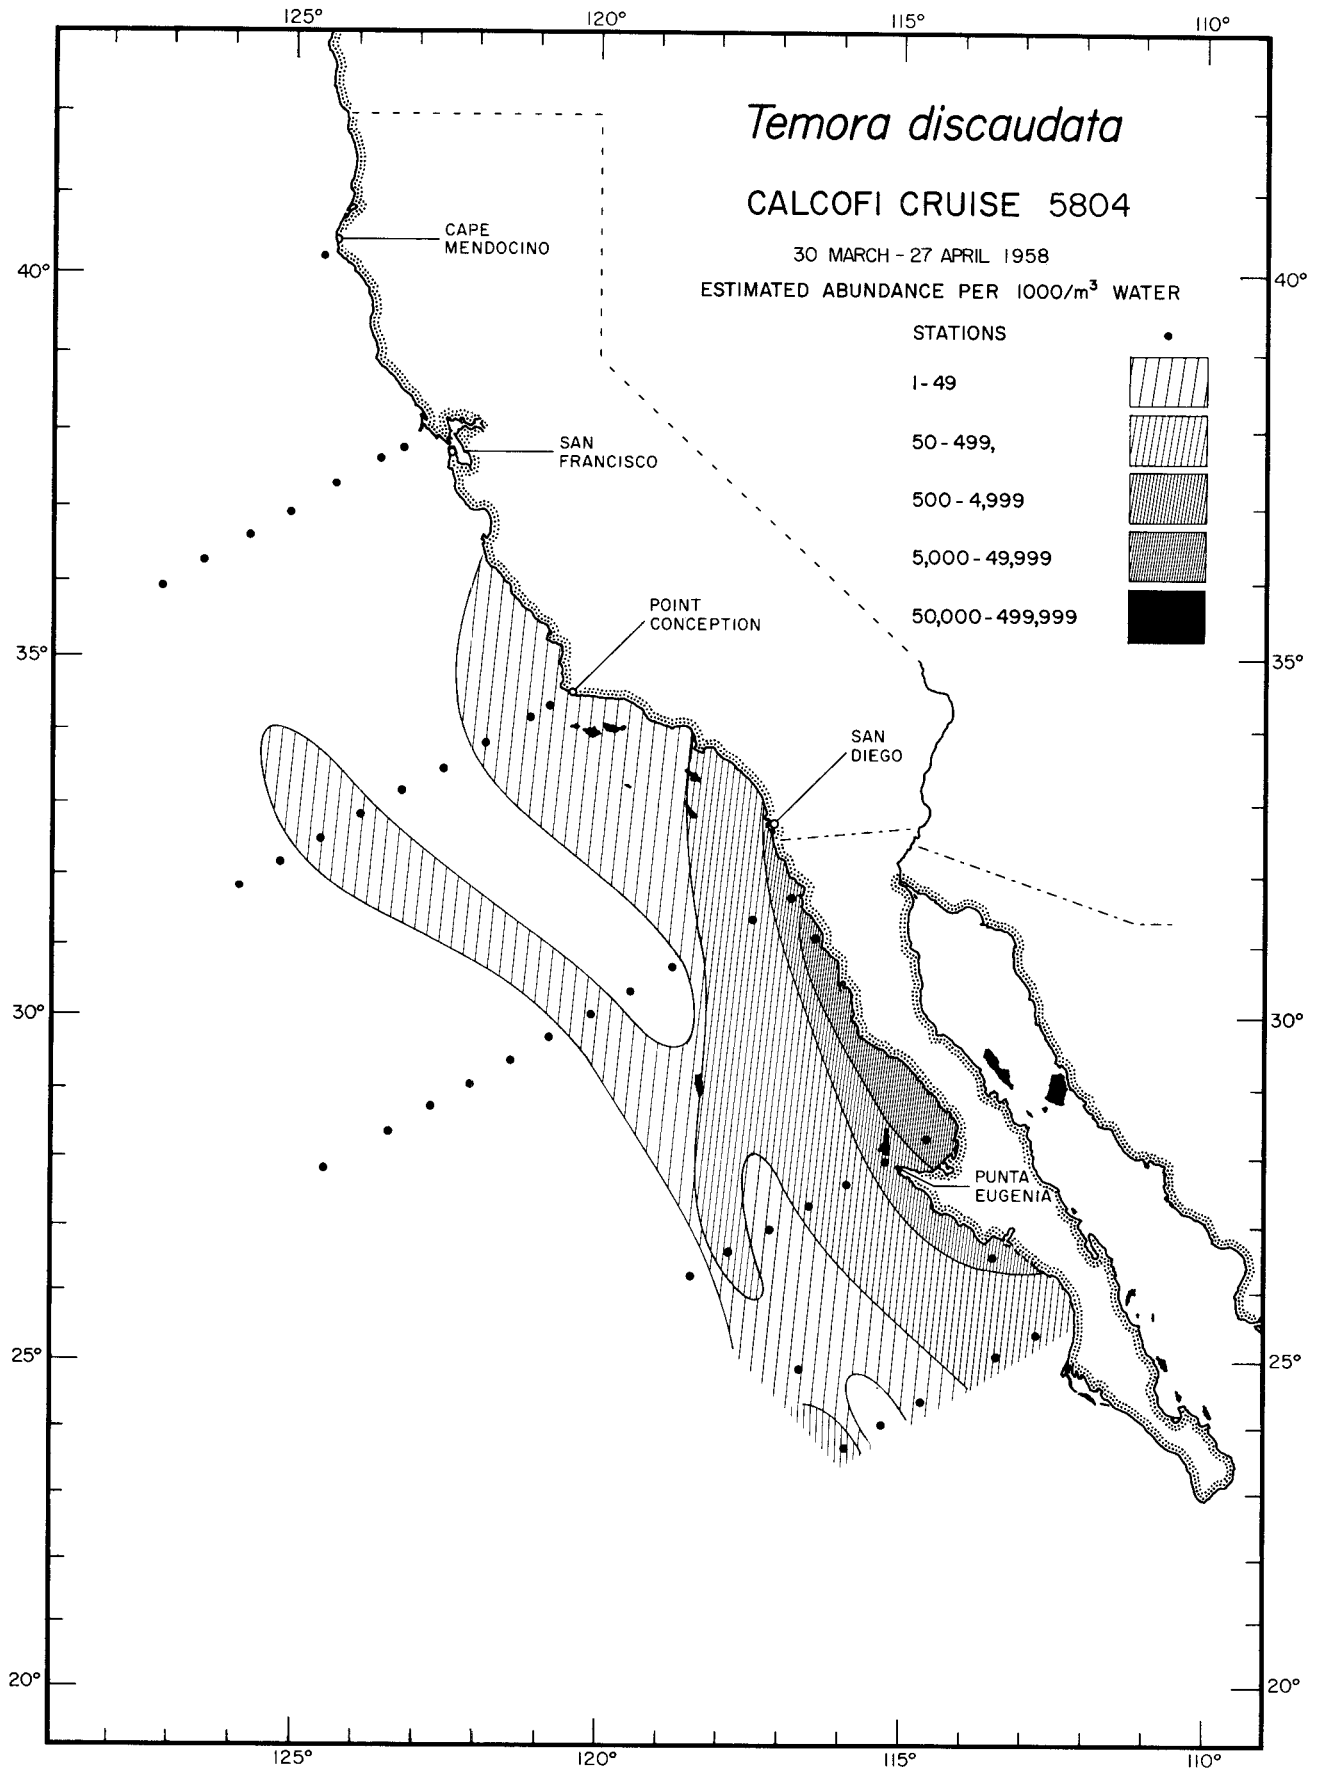 125° 120° 115° 110°
Temora discaudata
CALCOFI CRUISE 5804
30 MARCH - 27 APRIL 1958
ESTIMATED ABUNDANCE PER 1000/m³ WATER
STATIONS
1-49
50-499,
500-4,999
5,000-49,999
50,000-499,999
CAPE
MENDOCINO
40° 40°
SAN
FRANCISCO
POINT
CONCEPTION
35° 35°
SAN
DIEGO
30° 30°
PUNTA
EUGENIA
25° 25°
20° 20°
125° 120° 115° 110°